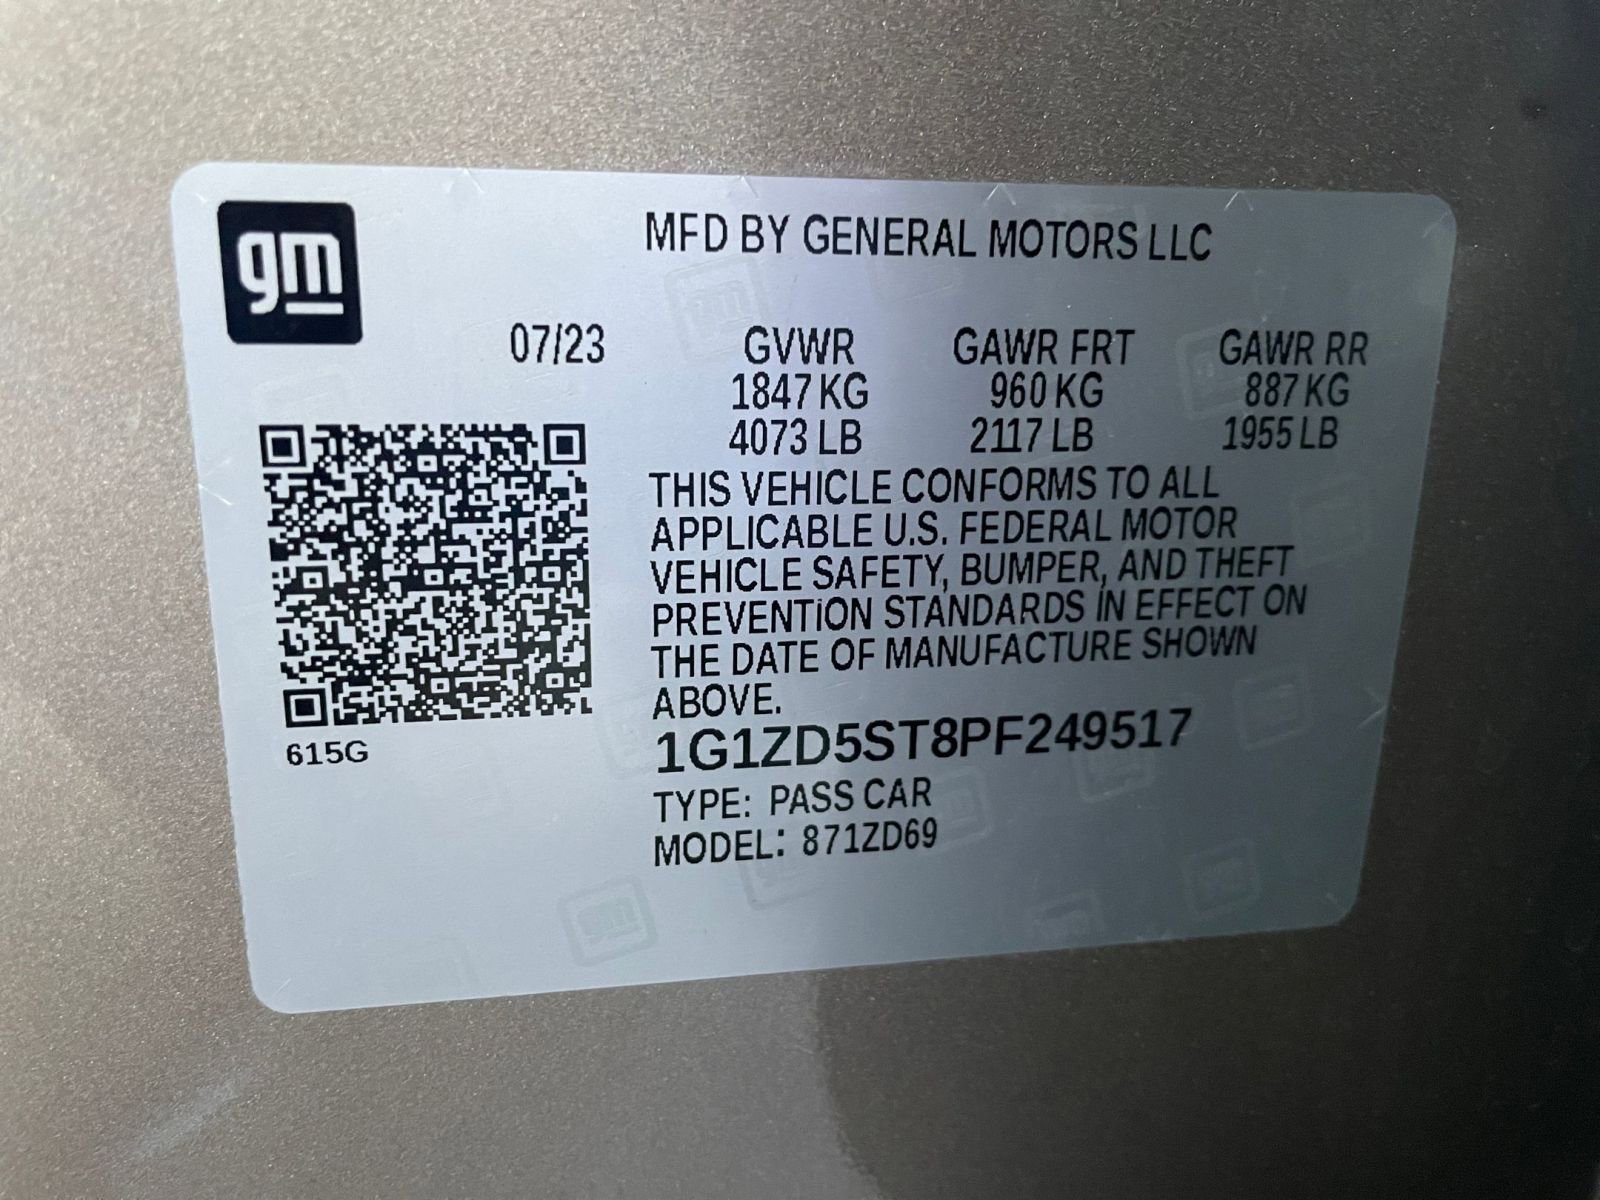 gm
MFD BY GENERAL MOTORS LLC
07/23 GVWR GAWR FRT GAWR RR
1847 KG 960 KG 887 KG
4073 LB 2117 LB 1955 LB
THIS VEHICLE CONFORMS TO ALL
APPLICABLE U.S. FEDERAL MOTOR
VEHICLE SAFETY, BUMPER, AND THEFT
PREVENTION STANDARDS IN EFFECT ON
THE DATE OF MANUFACTURE SHOWN
ABOVE.
1G1ZD5ST8PF249517
615G
TYPE: PASS CAR
MODEL: 871ZD69